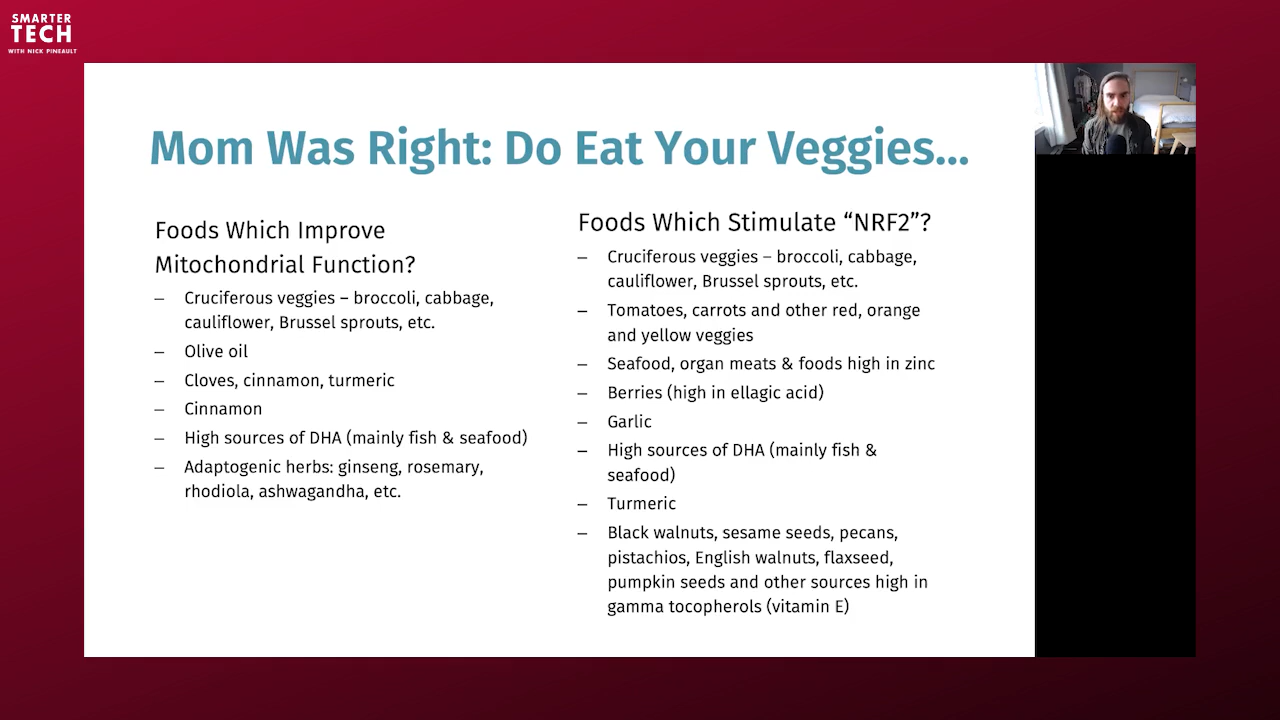 SMARTER
TECH
WITH NICK PINEAULT
Mom Was Right: Do Eat Your Veggies...
Foods Which Improve
Mitochondrial Function?
– Cruciferous veggies – broccoli, cabbage,
cauliflower, Brussel sprouts, etc.
– Olive oil
– Cloves, cinnamon, turmeric
– Cinnamon
– High sources of DHA (mainly fish & seafood)
– Adaptogenic herbs: ginseng, rosemary,
rhodiola, ashwagandha, etc.
Foods Which Stimulate “NRF2”?
– Cruciferous veggies – broccoli, cabbage,
cauliflower, Brussel sprouts, etc.
– Tomatoes, carrots and other red, orange
and yellow veggies
– Seafood, organ meats & foods high in zinc
– Berries (high in ellagic acid)
– Garlic
– High sources of DHA (mainly fish &
seafood)
– Turmeric
– Black walnuts, sesame seeds, pecans,
pistachios, English walnuts, flaxseed,
pumpkin seeds and other sources high in
gamma tocopherols (vitamin E)